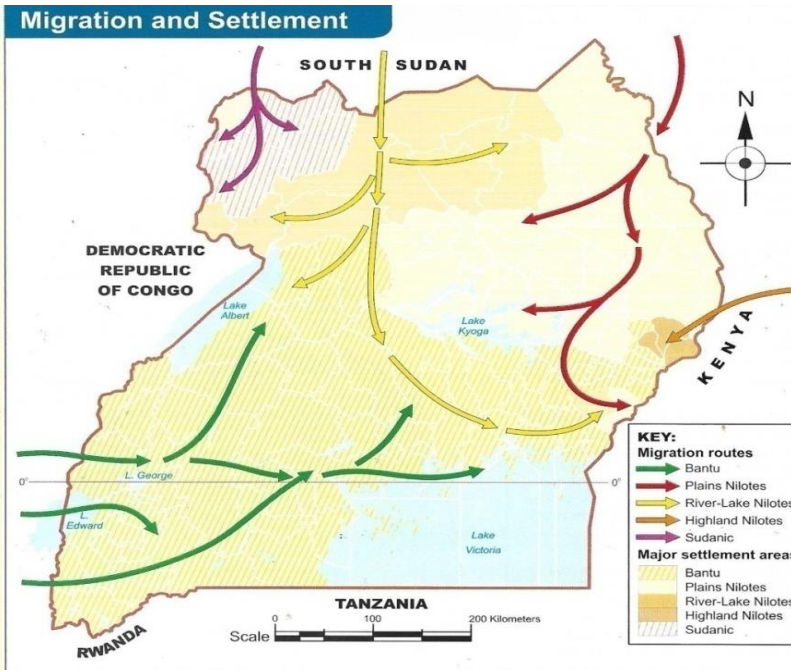 Migration and Settlement
SOUTH SUDAN
N
DEMOCRATIC
REPUBLIC
OF CONGO
Lake
Albert
Lake
Kyoga
KENYA
L. George
0°
0°
L.
Edward
Lake
Victoria
TANZANIA
RWANDA
Scale
0 100 200 Kilometers
KEY:
Migration routes
Bantu
Plains Nilotes
River-Lake Nilotes
Highland Nilotes
Sudanic
Major settlement areas
Bantu
Plains Nilotes
River-Lake Nilotes
Highland Nilotes
Sudanic